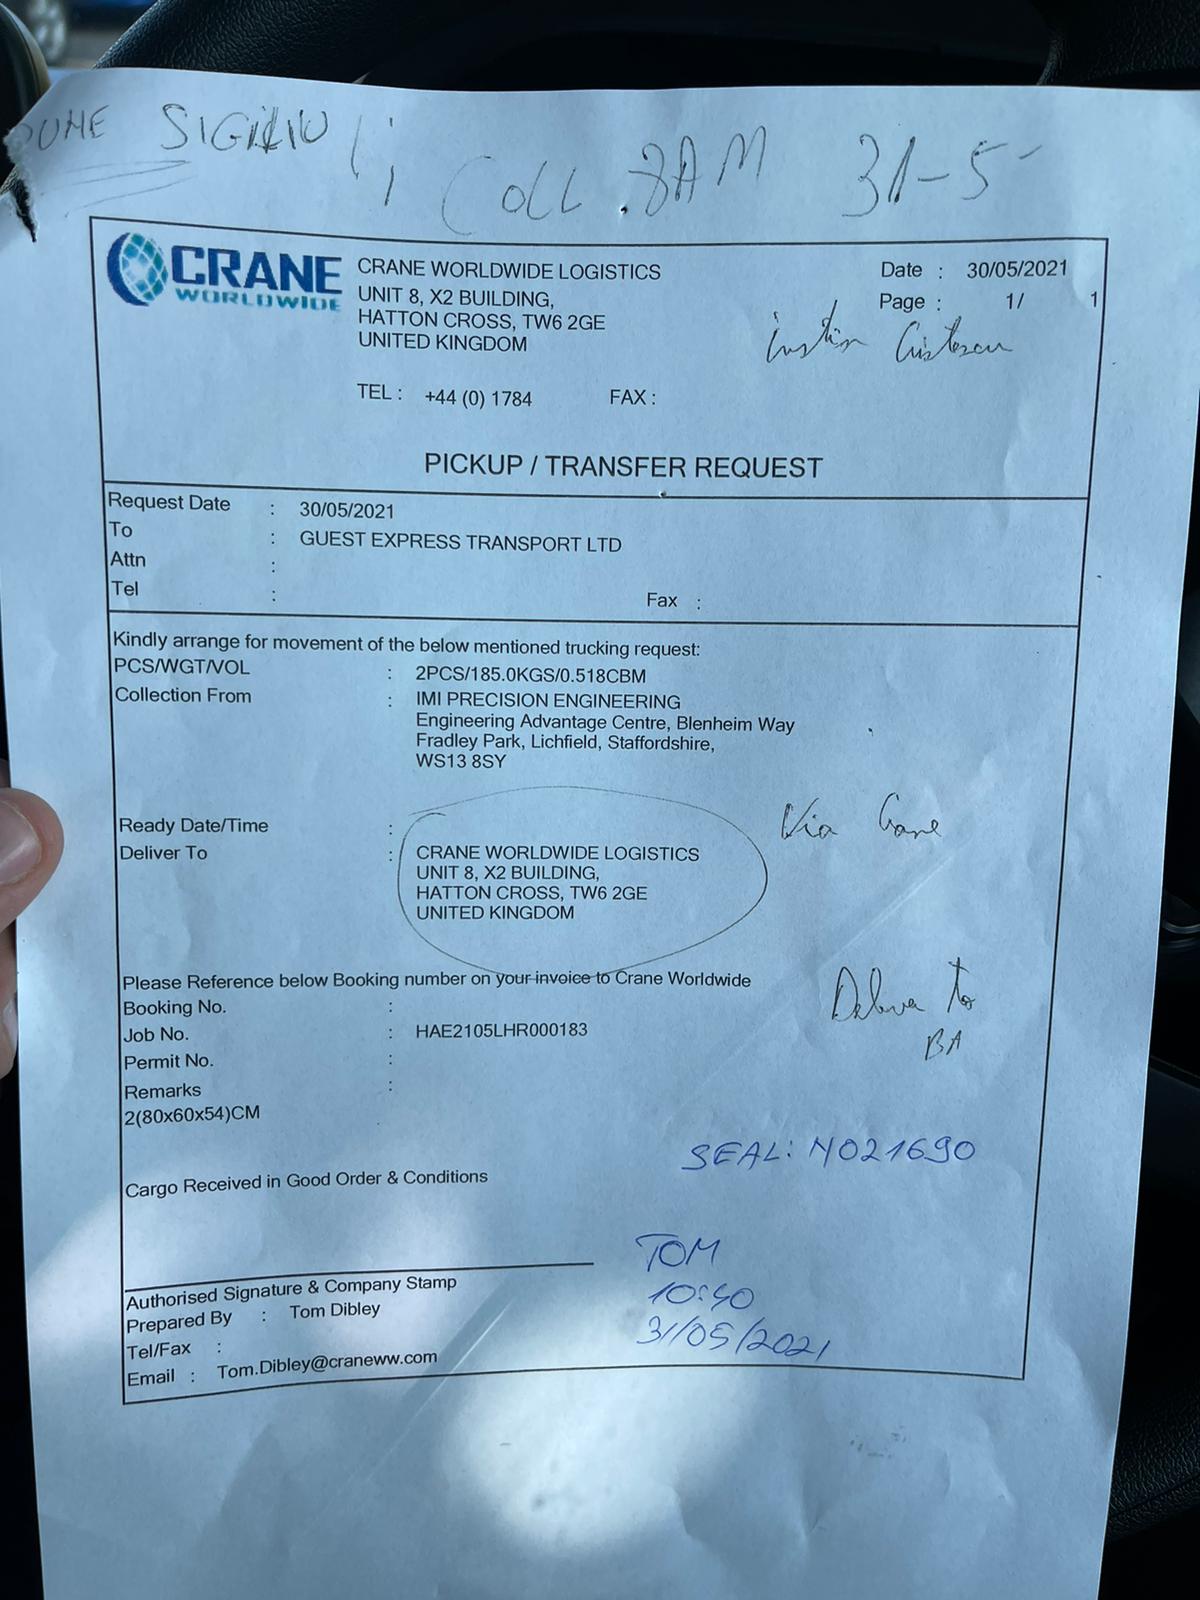 PUNE SIGILIU
COLL. 8AM 31-5
CRANE
WORLDWIDE
CRANE WORLDWIDE LOGISTICS
UNIT 8, X2 BUILDING,
HATTON CROSS, TW6 2GE
UNITED KINGDOM
Date : 30/05/2021
Page : 1/ 1
TEL : +44 (0) 1784 FAX :
PICKUP / TRANSFER REQUEST
Request Date : 30/05/2021
To : GUEST EXPRESS TRANSPORT LTD
Attn :
Tel : Fax :
Kindly arrange for movement of the below mentioned trucking request:
PCS/WGT/VOL : 2PCS/185.0KGS/0.518CBM
Collection From : IMI PRECISION ENGINEERING
Engineering Advantage Centre, Blenheim Way
Fradley Park, Lichfield, Staffordshire,
WS13 8SY
Via Crane
Ready Date/Time :
Deliver To : CRANE WORLDWIDE LOGISTICS
UNIT 8, X2 BUILDING,
HATTON CROSS, TW6 2GE
UNITED KINGDOM
Please Reference below Booking number on your invoice to Crane Worldwide
Deliver to
BA
Booking No. :
Job No. : HAE2105LHR000183
Permit No. :
Remarks :
2(80x60x54)CM
SEAL: N021690
Cargo Received in Good Order & Conditions
TOM
10:40
31/05/2021
Authorised Signature & Company Stamp
Prepared By : Tom Dibley
Tel/Fax :
Email : Tom.Dibley@craneww.com